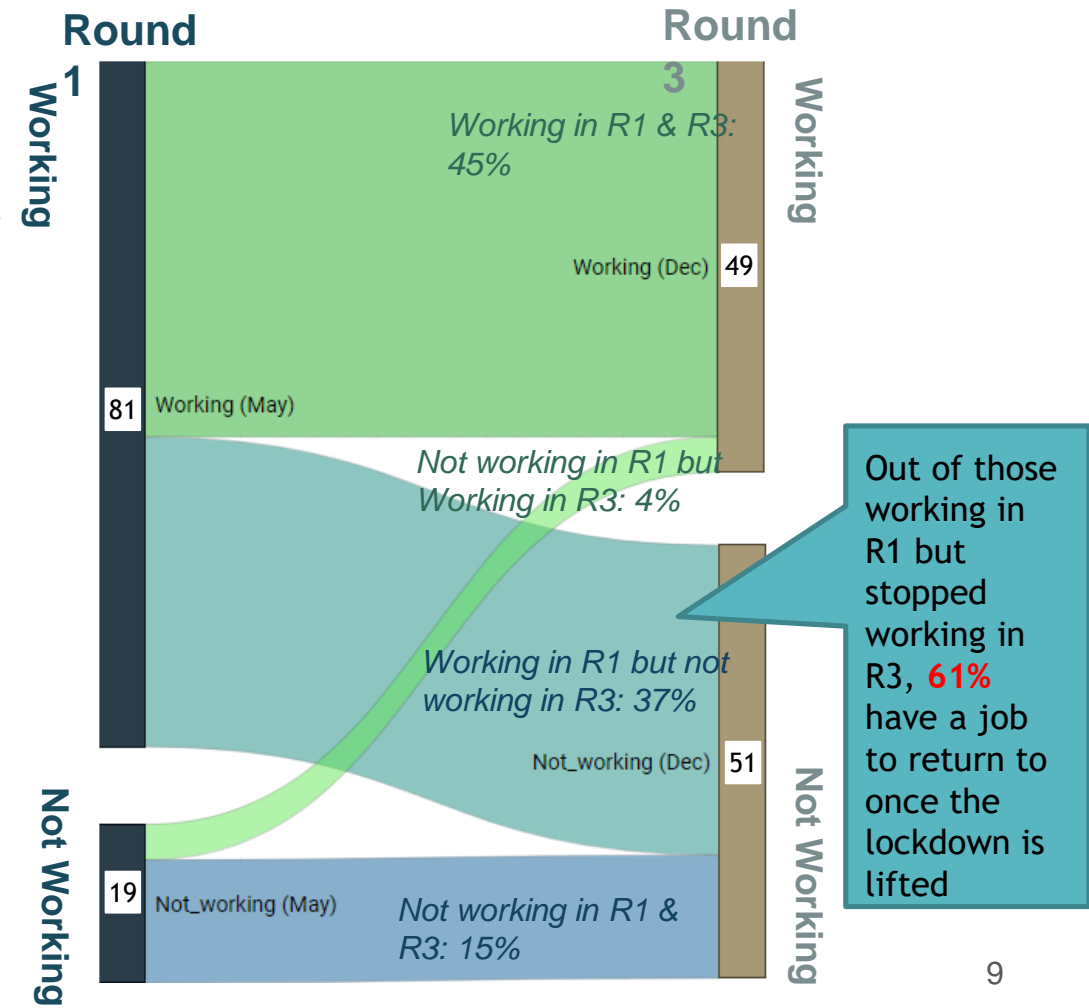 Round
1
Round
3
Working
Working
Working in R1 & R3:
45%
Working (Dec)
49
81
Working (May)
Not working in R1 but
Working in R3: 4%
Out of those
working in
R1 but
stopped
working in
R3, 61%
have a job
to return to
once the
lockdown is
lifted
Working in R1 but not
working in R3: 37%
Not_working (Dec)
51
Not Working
Not Working
19
Not_working (May)
Not working in R1 &
R3: 15%
9